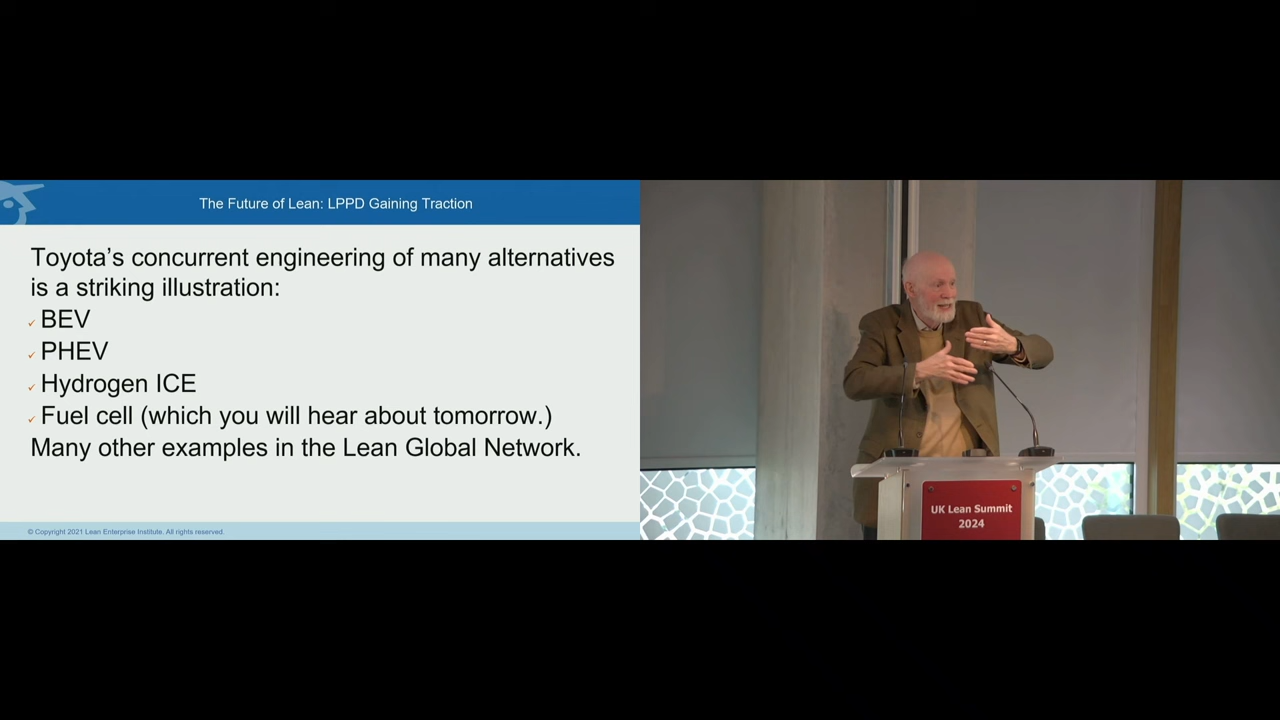 The Future of Lean: LPPD Gaining Traction
Toyota’s concurrent engineering of many alternatives
is a striking illustration:
✓ BEV
✓ PHEV
✓ Hydrogen ICE
✓ Fuel cell (which you will hear about tomorrow.)
Many other examples in the Lean Global Network.
© Copyright 2021 Lean Enterprise Institute. All rights reserved.
UK Lean Summit
2024